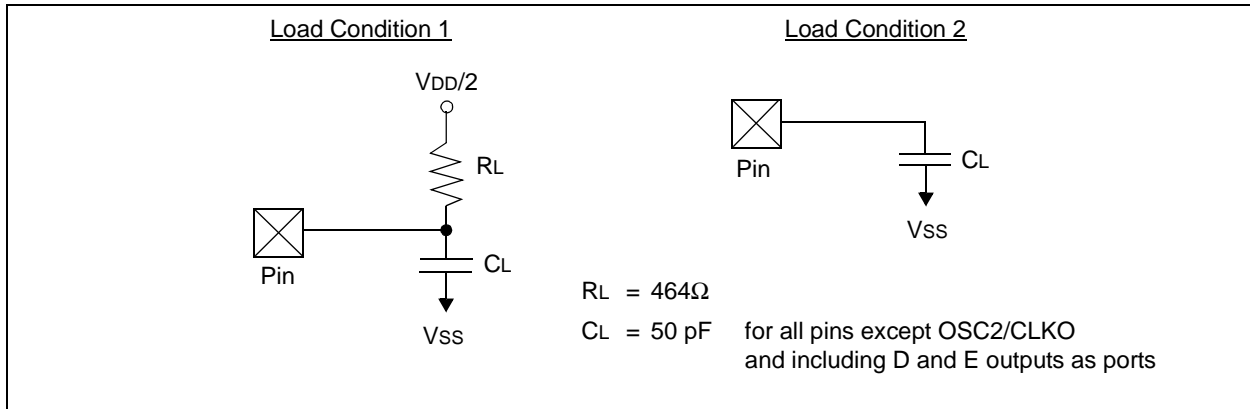 Load Condition 1
Load Condition 2
VDD/2
RL
CL
Pin
VSS
CL
Pin
VSS
RL = 464Ω
CL = 50 pF for all pins except OSC2/CLKO
and including D and E outputs as ports